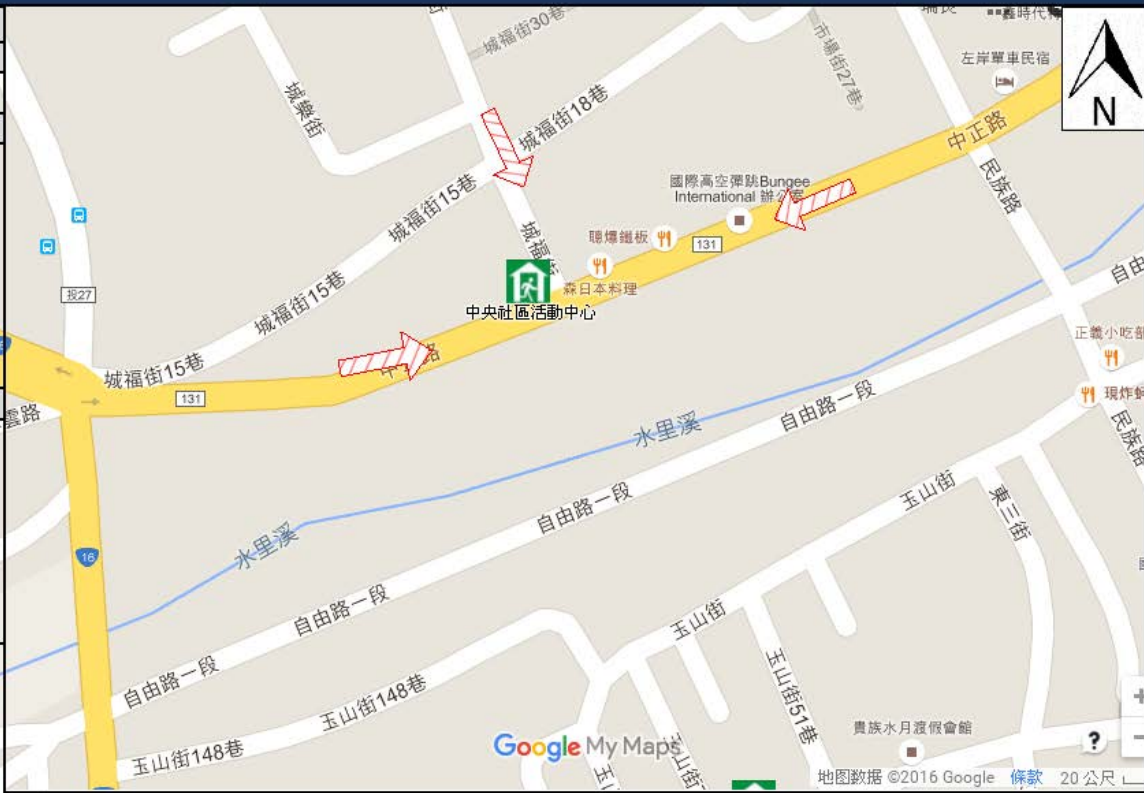 城福街30巷
鑫時代
市場街27巷
左岸單車民宿
N
城樂街
城福街18巷
中正路
民族路
國際高空彈跳Bungee
International 辦公室
城福街15巷
聰爆鐵板
131
城福街
自由
投27
森日本料理
中央社區活動中心
城福街15巷
正義小吃部
城福街15巷
路
131
現炸
雲路
自由路一段
水里溪
民族路
玉山街
東三街
自由路一段
16
水里溪
自由路一段
玉山街
玉山街51巷
自由路一段
玉山街148巷
貴族水月渡假會館
玉山街148巷
Google My Maps
?
玉山街
地图数据 ©2016 Google 條款 20 公尺